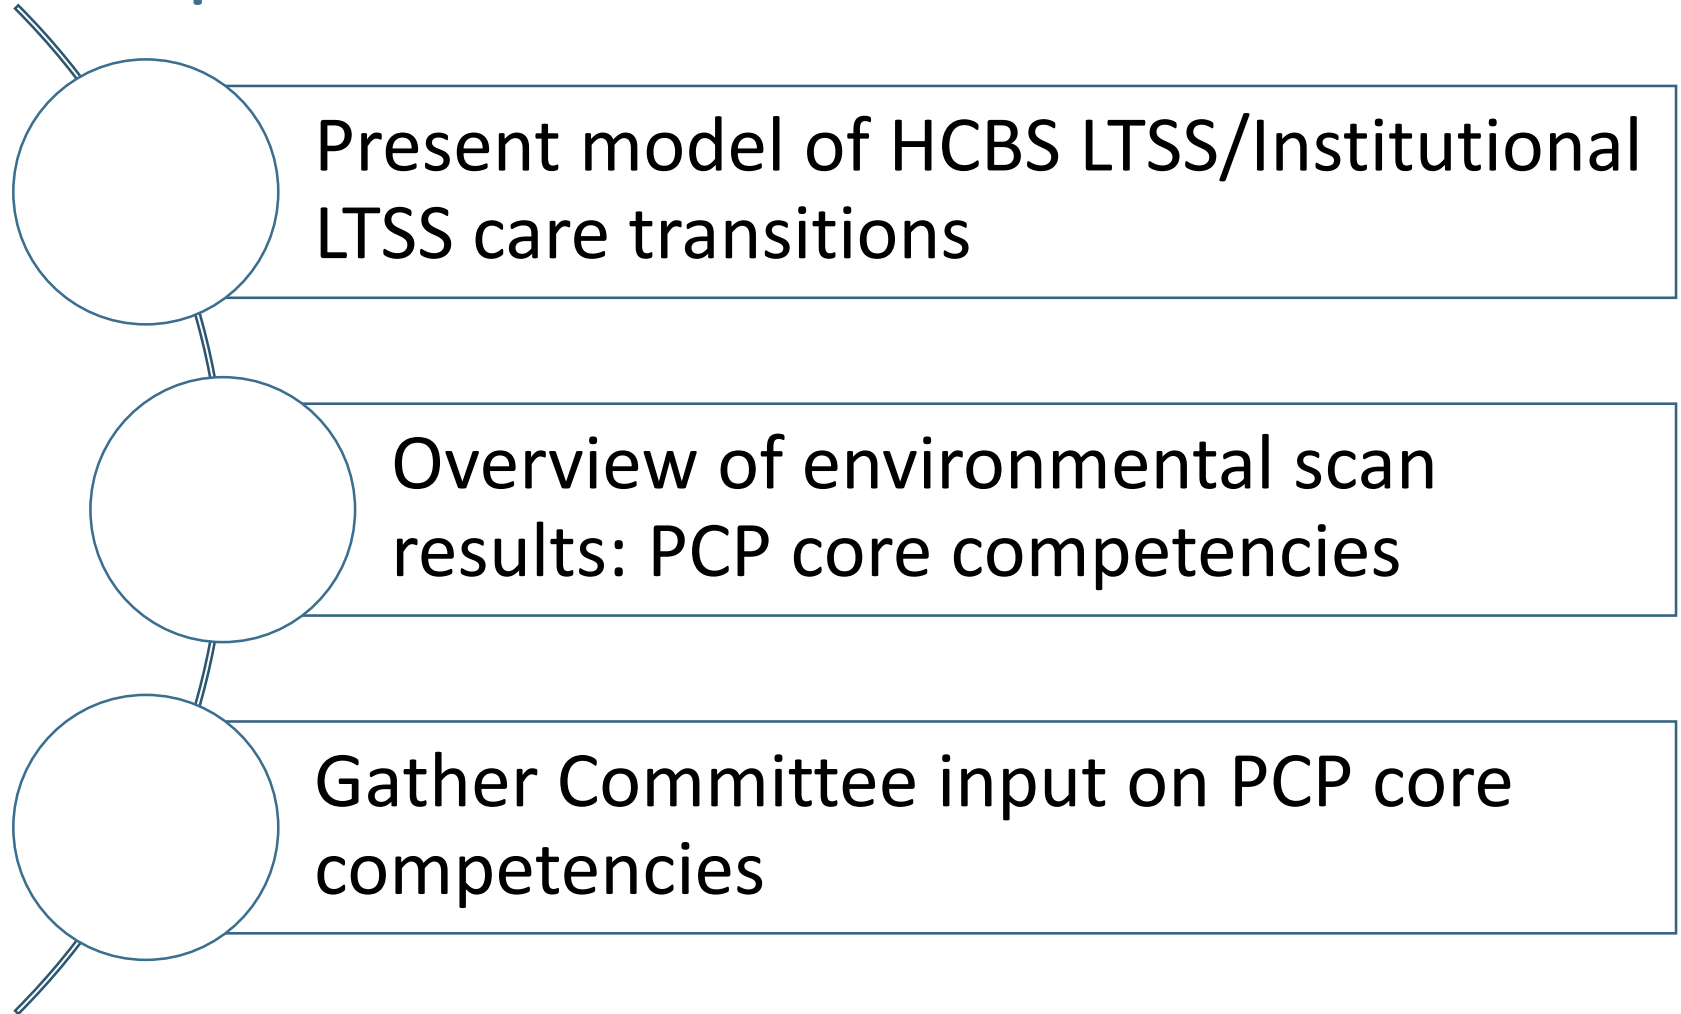 Present model of HCBS LTSS/Institutional
LTSS care transitions
Overview of environmental scan
results: PCP core competencies
Gather Committee input on PCP core
competencies